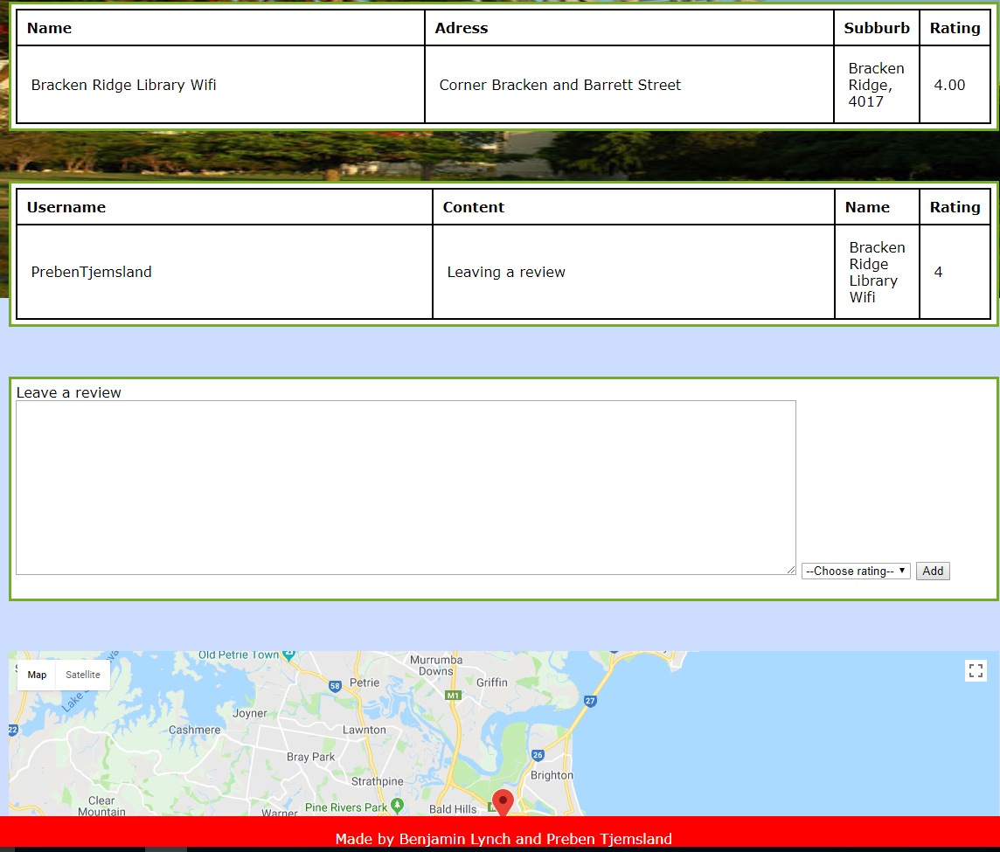 Name Adress Subburb Rating
Bracken Ridge Library Wifi Corner Bracken and Barrett Street Bracken Ridge, 4017 4.00
Username Content Name Rating
PrebenTjemsland Leaving a review Bracken Ridge Library Wifi 4
Leave a review
--Choose rating-- Add
Map Satellite
Old Petrie Town
Murrumba
Downs
Petrie
Griffin
58
M1
27
Lake
Joyner
22
Cashmere
Lawnton
Bray Park
26
Brighton
Strathpine
Clear
Mountain
Warner
Pine Rivers Park
Bald Hills
Made by Benjamin Lynch and Preben Tjemsland